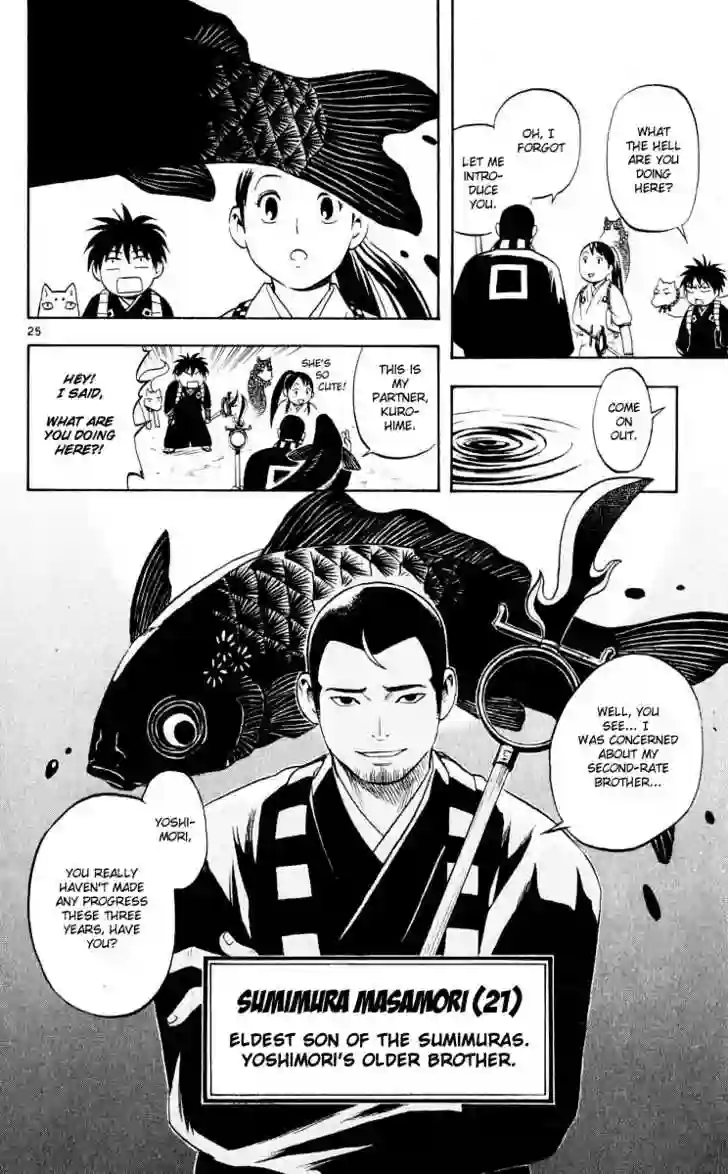 WHAT
THE HELL
ARE YOU
DOING
HERE?
OH, I
FORGOT
LET ME
INTRO-
DUCE
YOU.
25
COME
ON
OUT.
THIS IS
MY
PARTNER,
KURO-
HIME.
SHE'S
SO
CUTE!
HEY!
I SAID,
WHAT ARE
YOU DOING
HERE?!
WELL, YOU
SEE... I
WAS CONCERNED
ABOUT MY
SECOND-RATE
BROTHER...
YOSHI-
MORI,
YOU REALLY
HAVEN'T MADE
ANY PROGRESS
THESE THREE
YEARS, HAVE
YOU?
SUMIMURA MASAMORI (21)
ELDEST SON OF THE SUMIMURAS.
YOSHIMORI'S OLDER BROTHER.